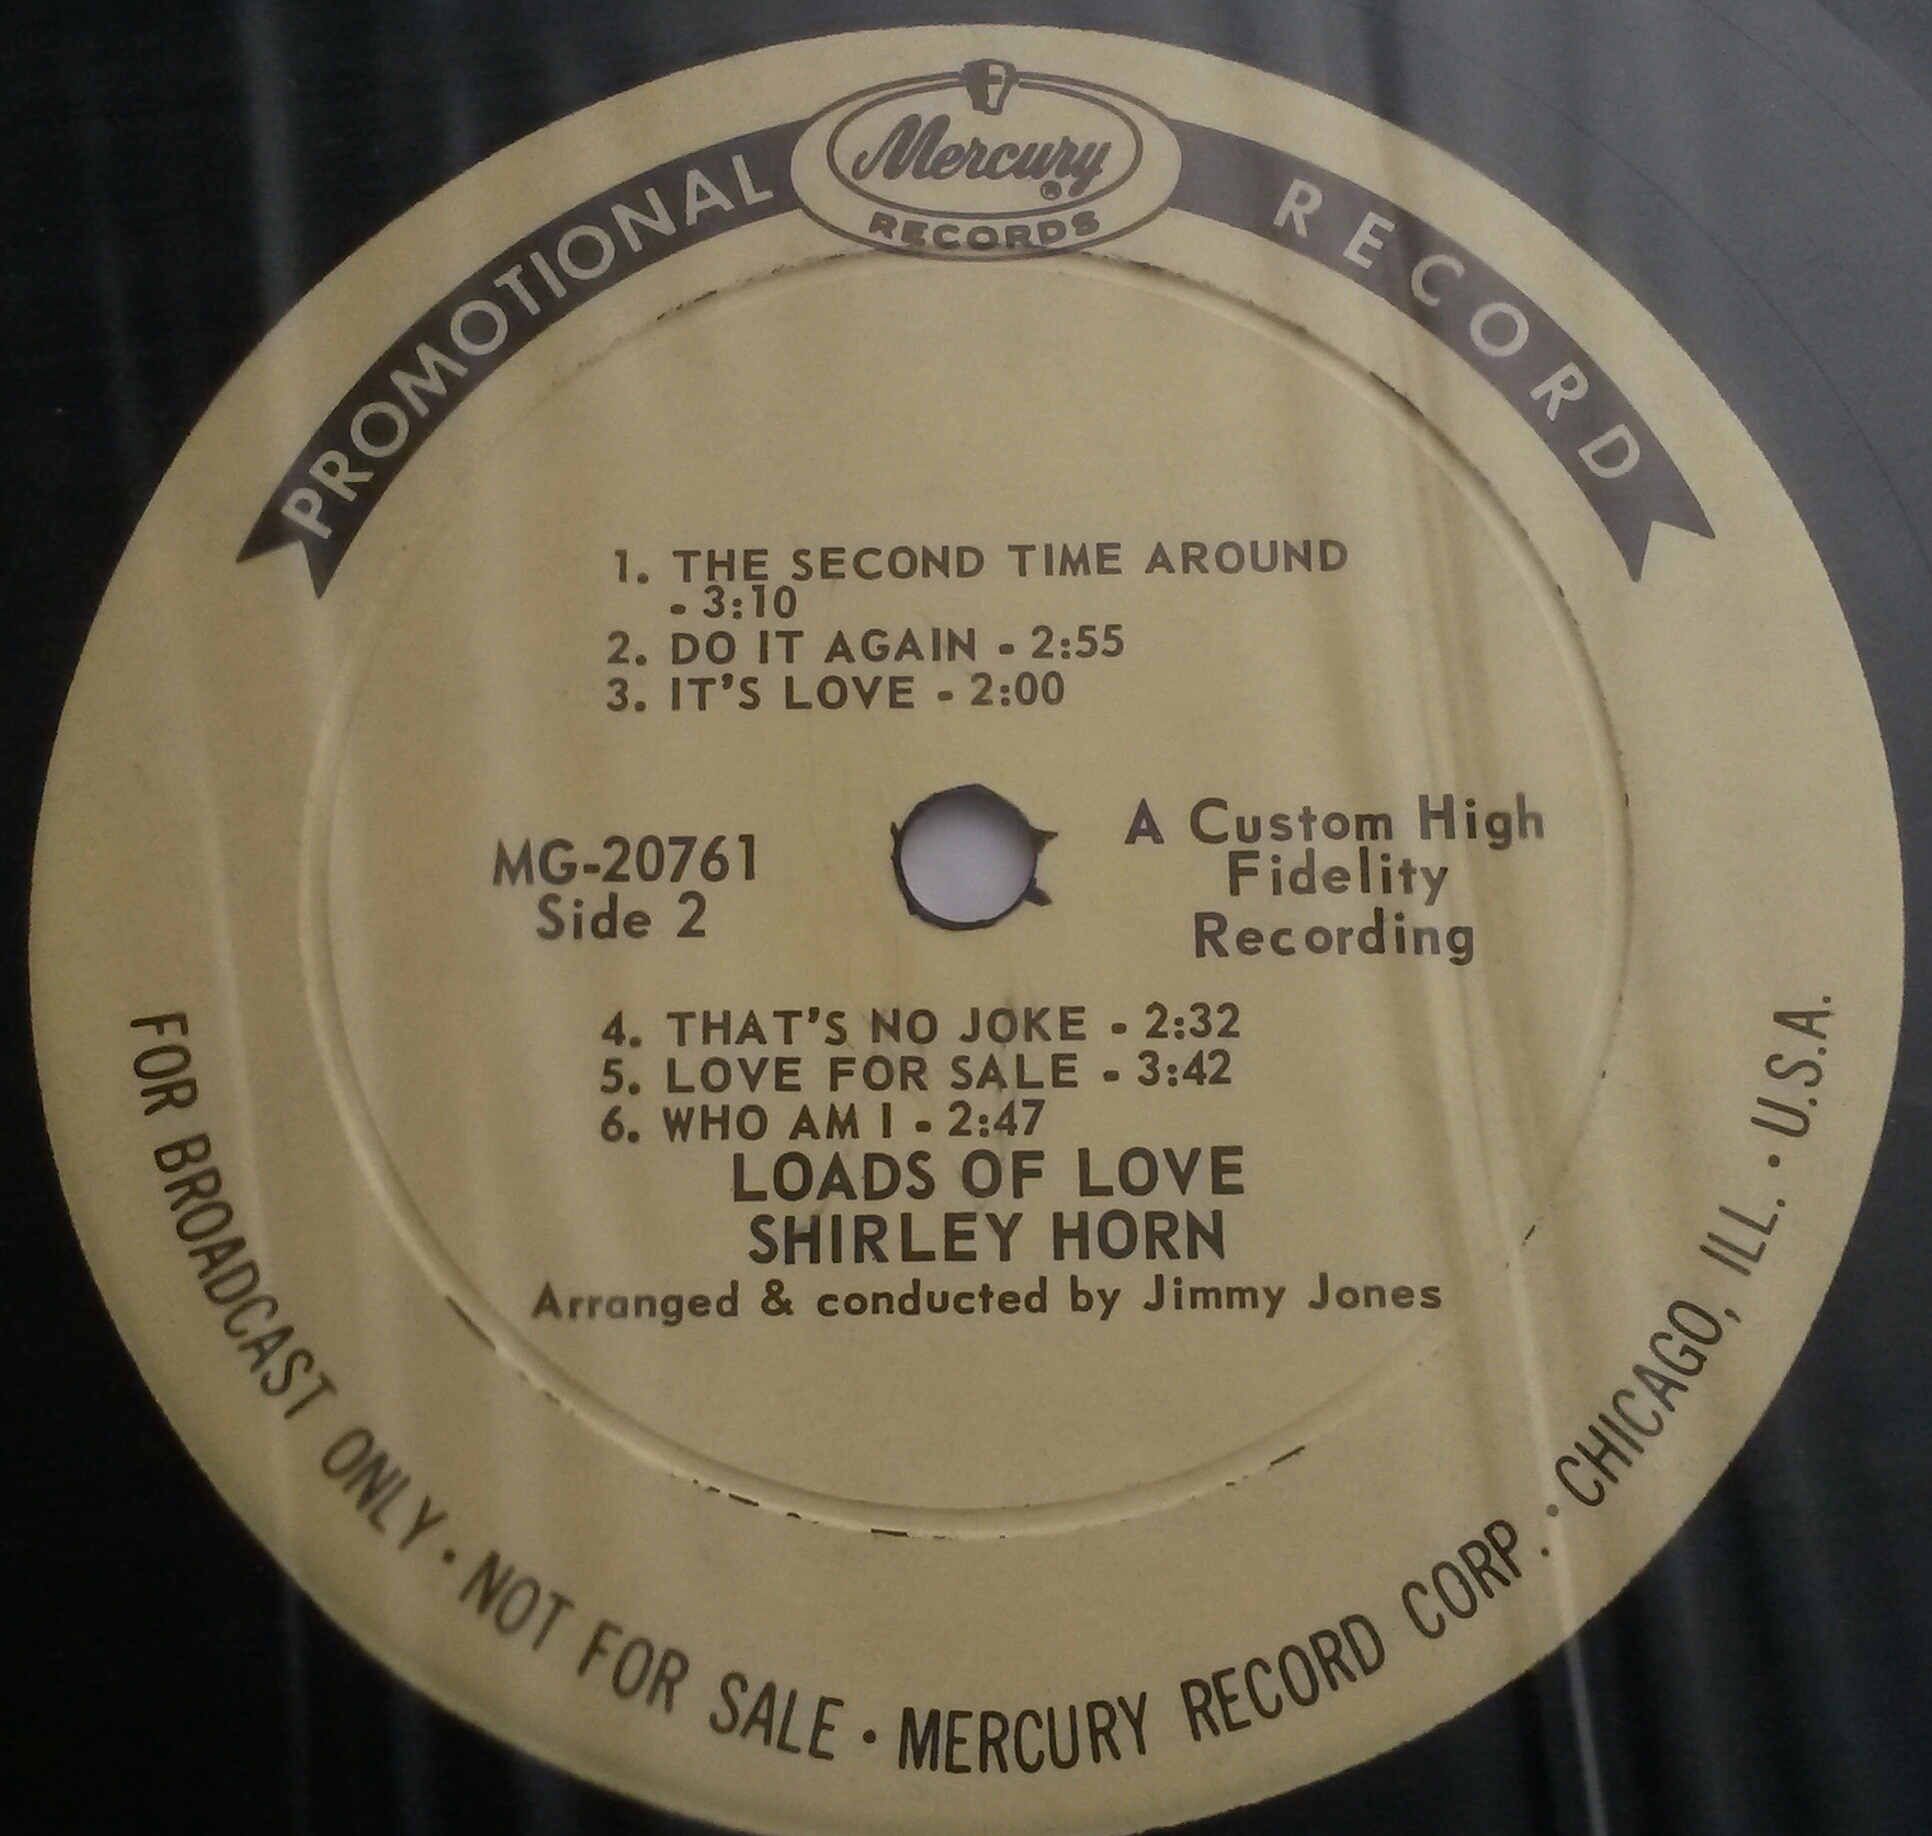 Mercury
®
RECORDS
PROMOTIONAL RECORD
1. THE SECOND TIME AROUND
- 3:10
2. DO IT AGAIN - 2:55
3. IT'S LOVE - 2:00
MG-20761
Side 2
A Custom High
Fidelity
Recording
4. THAT'S NO JOKE - 2:32
5. LOVE FOR SALE - 3:42
6. WHO AM I - 2:47
LOADS OF LOVE
SHIRLEY HORN
Arranged & conducted by Jimmy Jones
FOR BROADCAST ONLY • NOT FOR SALE • MERCURY RECORD CORP. • CHICAGO, ILL. • U.S.A.